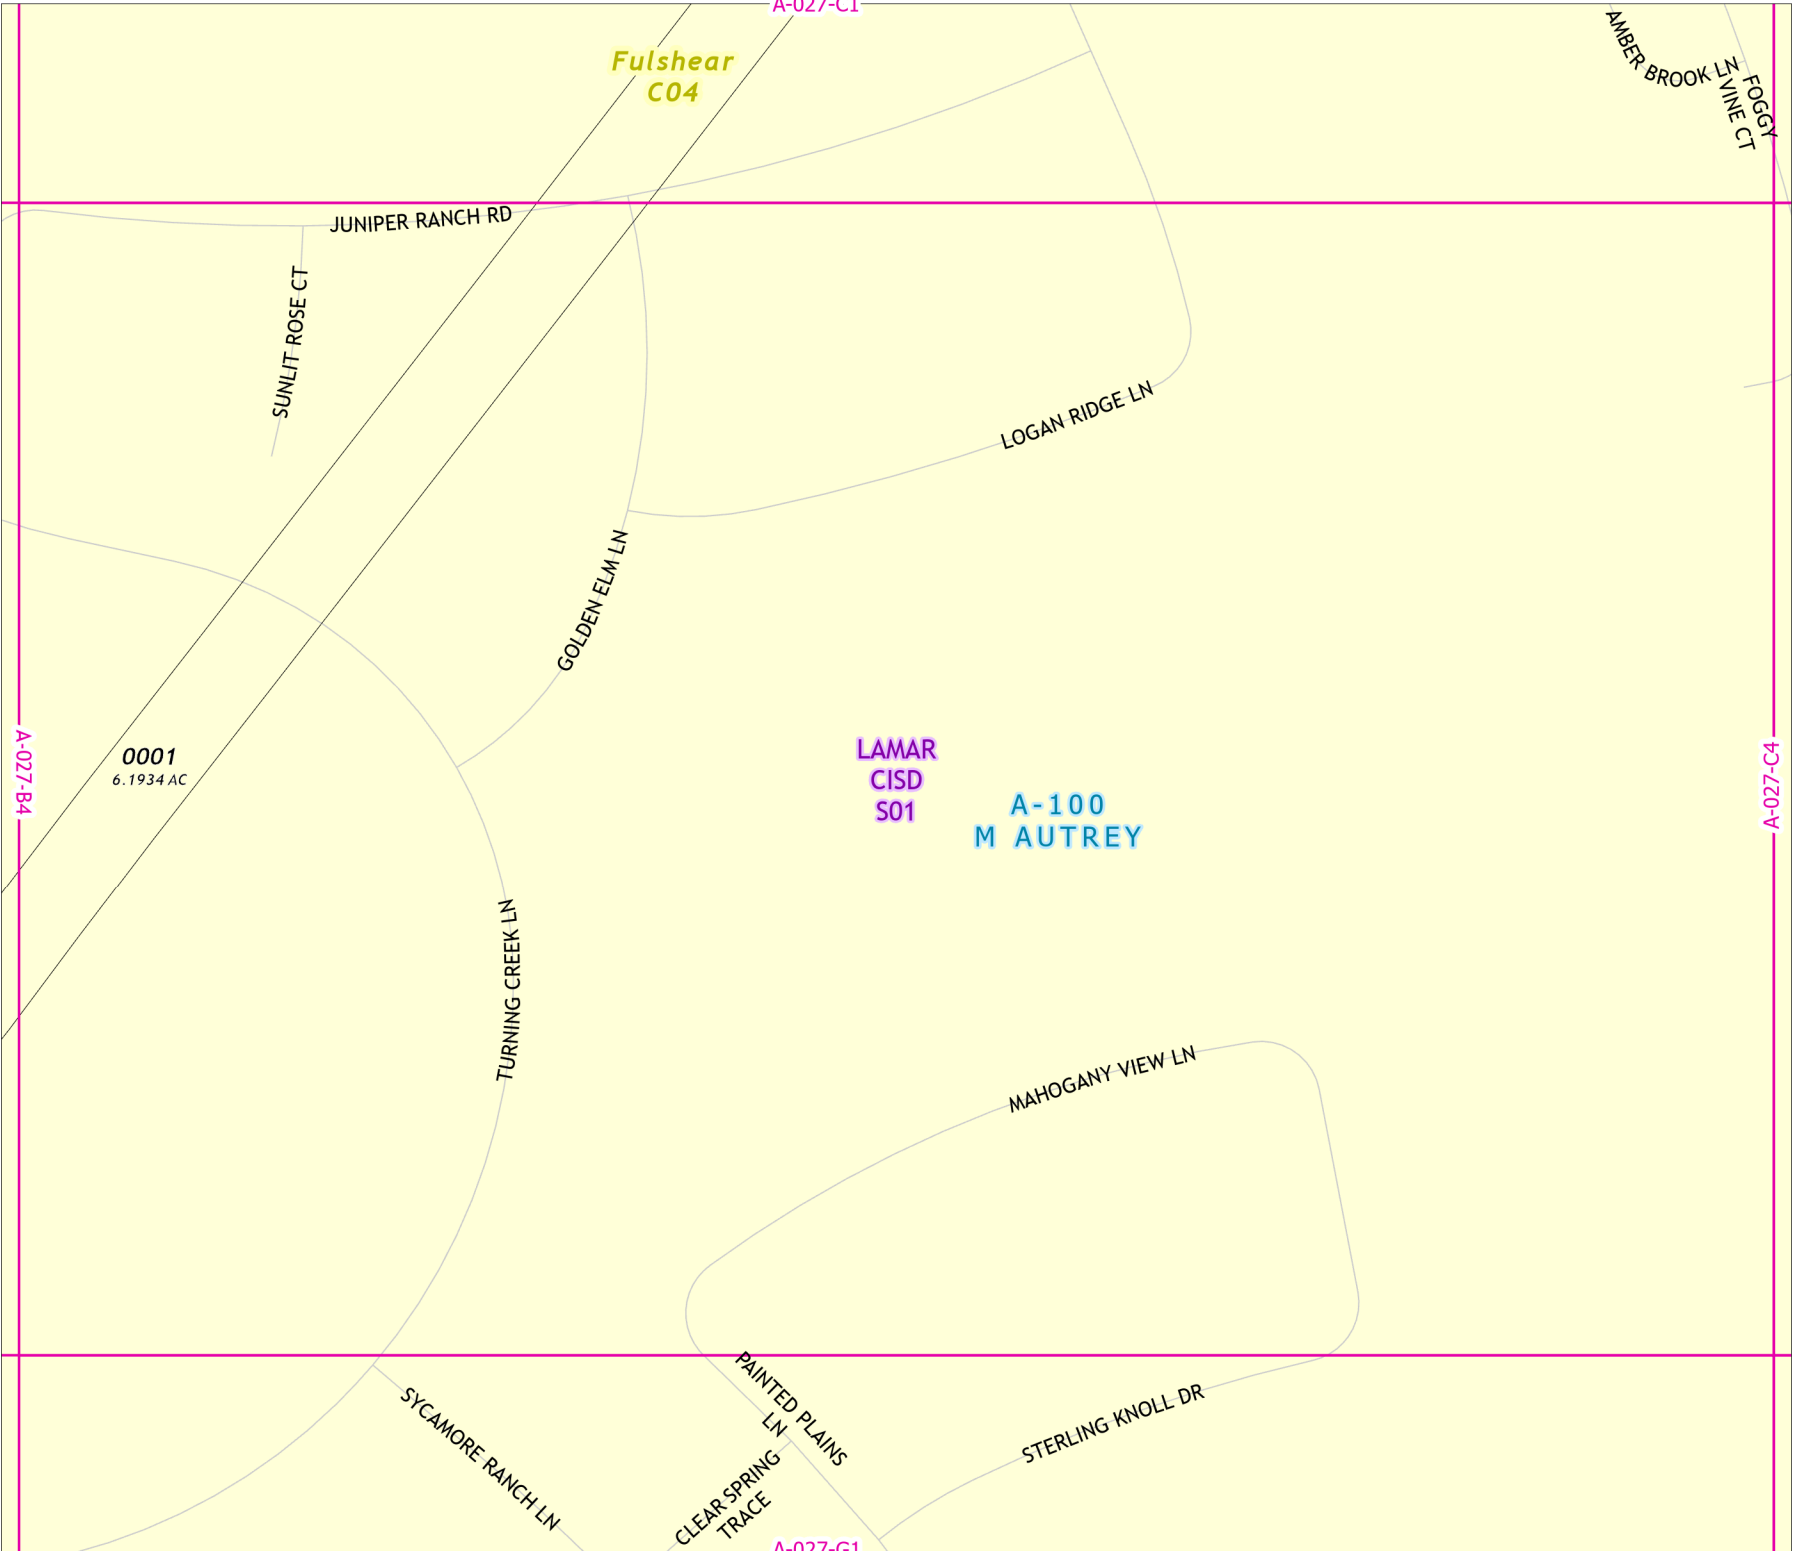 A-027-C1
Fulshear
C04
AMBER BROOK LN
FOGGY
VINE CT
JUNIPER RANCH RD
SUNLIT ROSE CT
LOGAN RIDGE LN
GOLDEN ELM LN
A-027-B4
0001
6.1934 AC
LAMAR
CISD
S01
A-100
M AUTREY
A-027-C4
TURNING CREEK LN
MAHOGANY VIEW LN
PAINTED PLAINS
LN
SYCAMORE RANCH LN
STERLING KNOLL DR
CLEAR SPRING
TRACE
A-027-G1